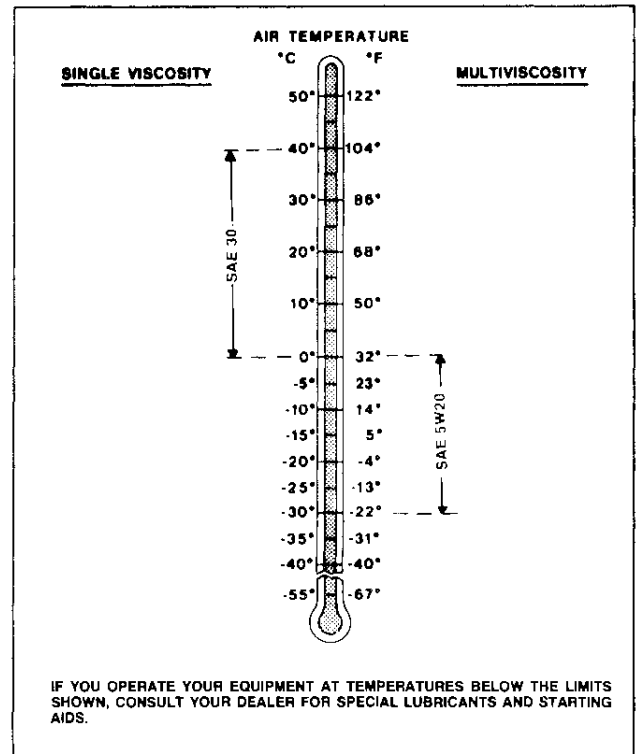 AIR TEMPERATURE
°C °F
SINGLE VISCOSITY MULTIVISCOSITY
50° 122°
40° 104°
30° 86°
20° 68°
10° 50°
0° 32°
-5° 23°
-10° 14°
-15° 5°
-20° -4°
-25° -13°
-30° -22°
-35° -31°
-40° -40°
-55° -67°
SAE 30
SAE 5W20
IF YOU OPERATE YOUR EQUIPMENT AT TEMPERATURES BELOW THE LIMITS
SHOWN, CONSULT YOUR DEALER FOR SPECIAL LUBRICANTS AND STARTING
AIDS.